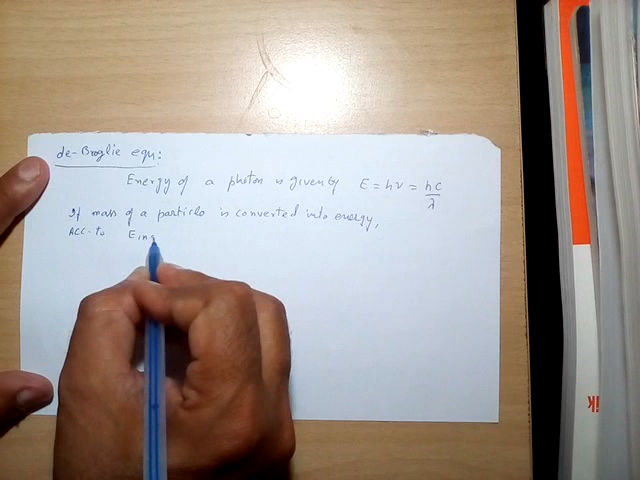 de-Broglie eqn:
Energy of a photon is given by E = hν = hc/λ
If mass of a particle is converted into energy,
Acc. to Eins
ik